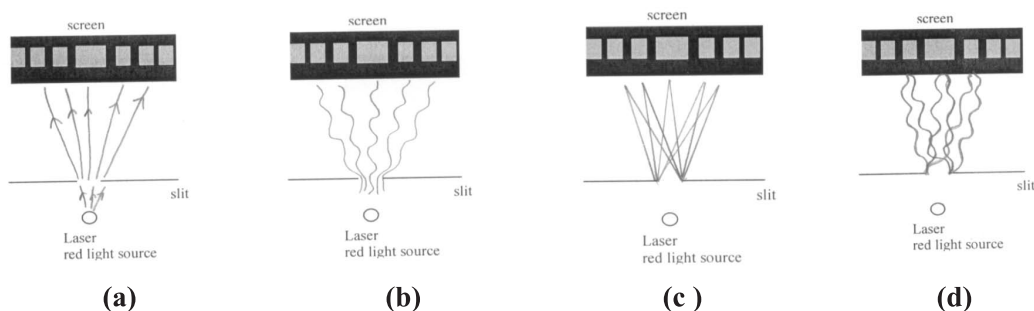 screen
slit
Laser
red light source
(a)
screen
slit
Laser
red light source
(b)
screen
slit
Laser
red light source
(c )
screen
slit
Laser
red light source
(d)